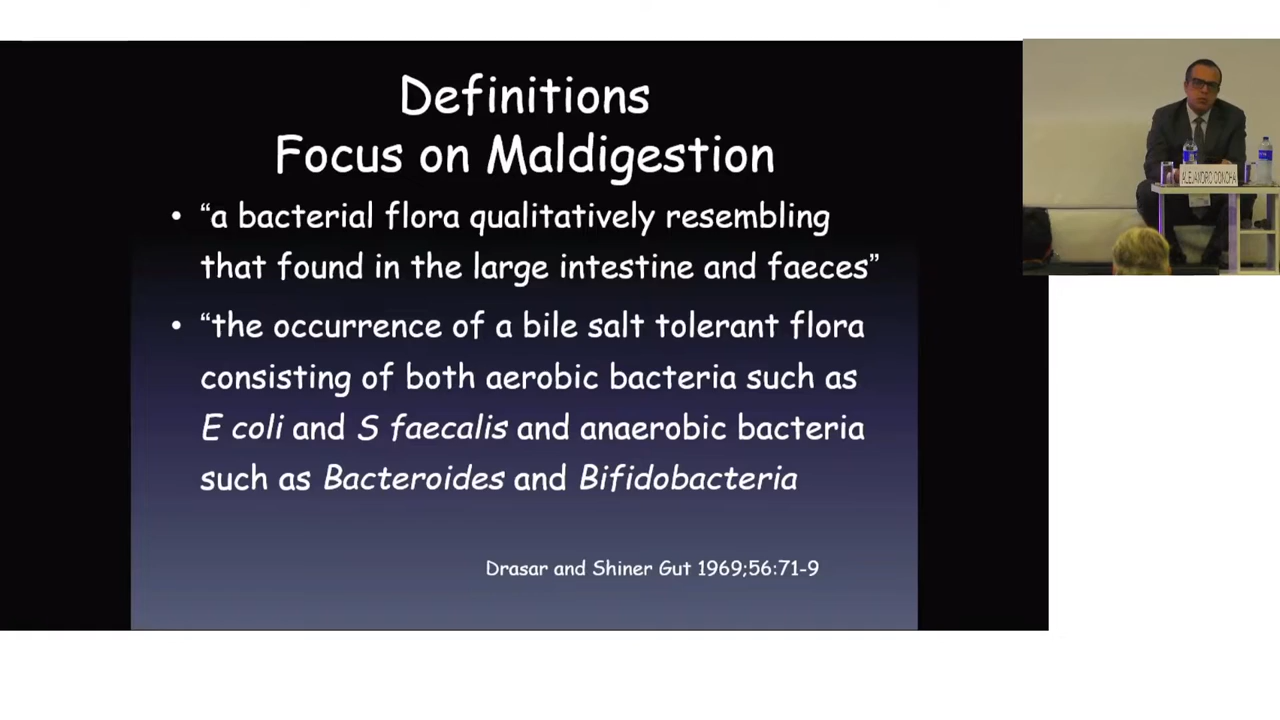 Definitions
Focus on Maldigestion
• “a bacterial flora qualitatively resembling
that found in the large intestine and faeces”
• “the occurrence of a bile salt tolerant flora
consisting of both aerobic bacteria such as
E coli and S faecalis and anaerobic bacteria
such as Bacteroides and Bifidobacteria
Drasar and Shiner Gut 1969;56:71-9
ALEJANDRO CONCHA